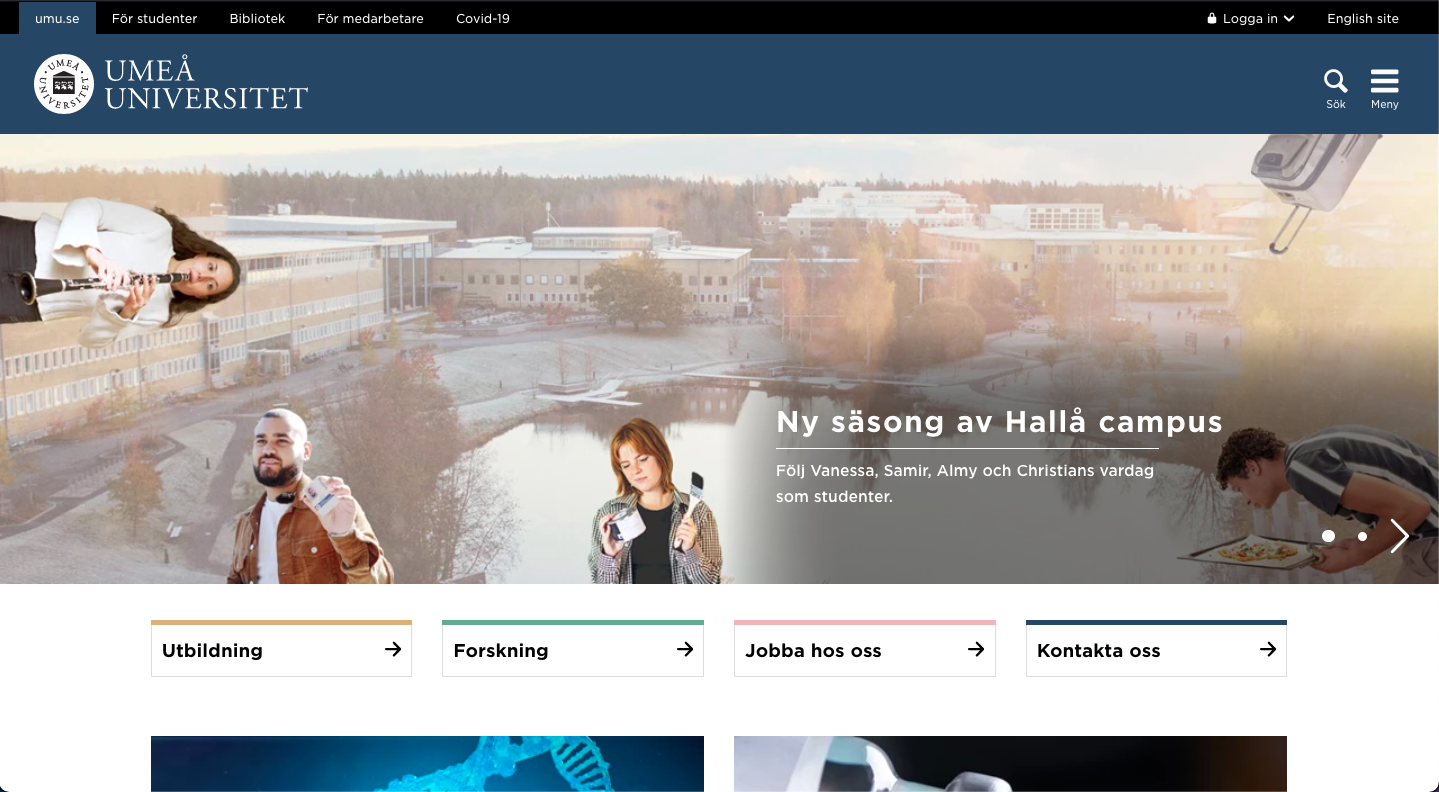 umu.se För studenter Bibliotek För medarbetare Covid-19 Logga in English site
UMEÅ UNIVERSITET
UMEÅ
UNIVERSITET
Sök Meny
Ny säsong av Hallå campus
Följ Vanessa, Samir, Almy och Christians vardag
som studenter.
Utbildning
Forskning
Jobba hos oss
Kontakta oss